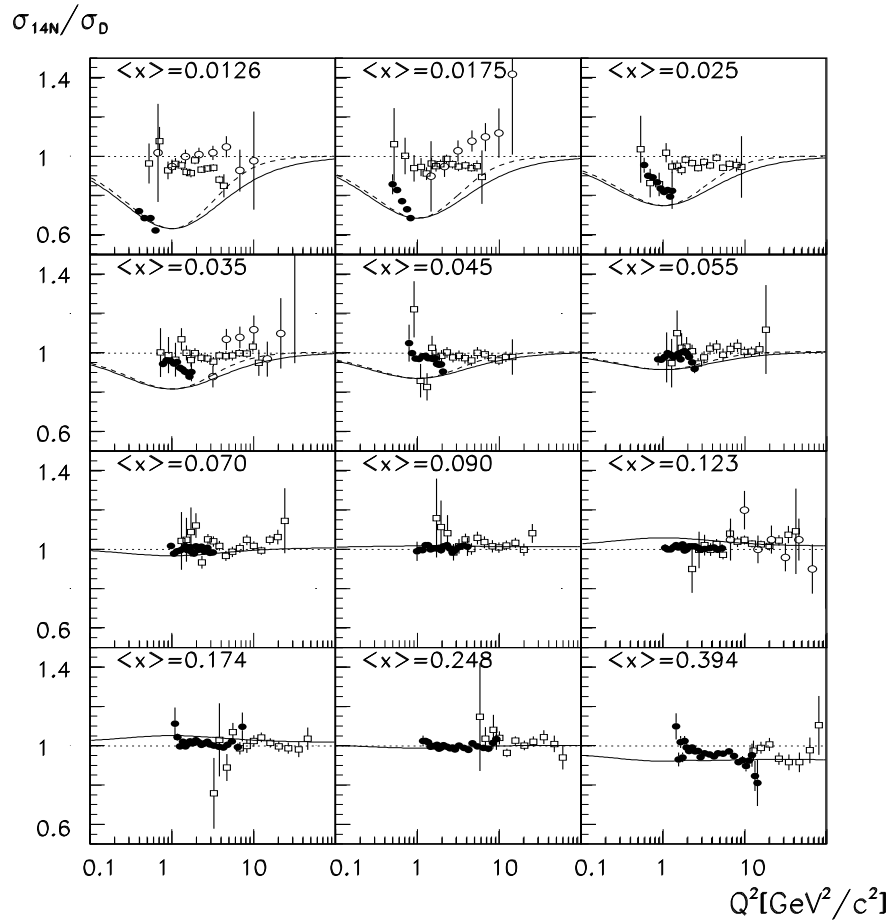 σ₁₄N/σD
<x>=0.0126 <x>=0.0175 <x>=0.025
1.4
1
0.6
<x>=0.035 <x>=0.045 <x>=0.055
1.4
1
0.6
<x>=0.070 <x>=0.090 <x>=0.123
1.4
1
0.6
<x>=0.174 <x>=0.248 <x>=0.394
1.4
1
0.6
0.1 1 10 0.1 1 10 0.1 1 10
Q²[GeV²/c²]